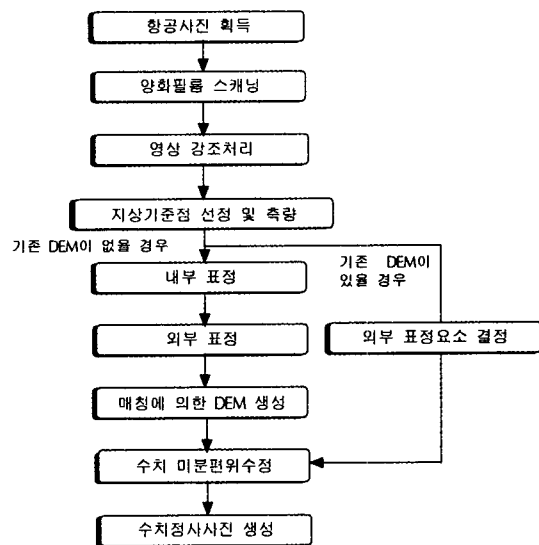 항공사진 획득
양화필름 스캐닝
영상 강조처리
지상기준점 선정 및 측량
기존 DEM이 없을 경우
기존 DEM이
있을 경우
내부 표정
외부 표정
외부 표정요소 결정
매칭에 의한 DEM 생성
수치 미분편위수정
수치정사사진 생성